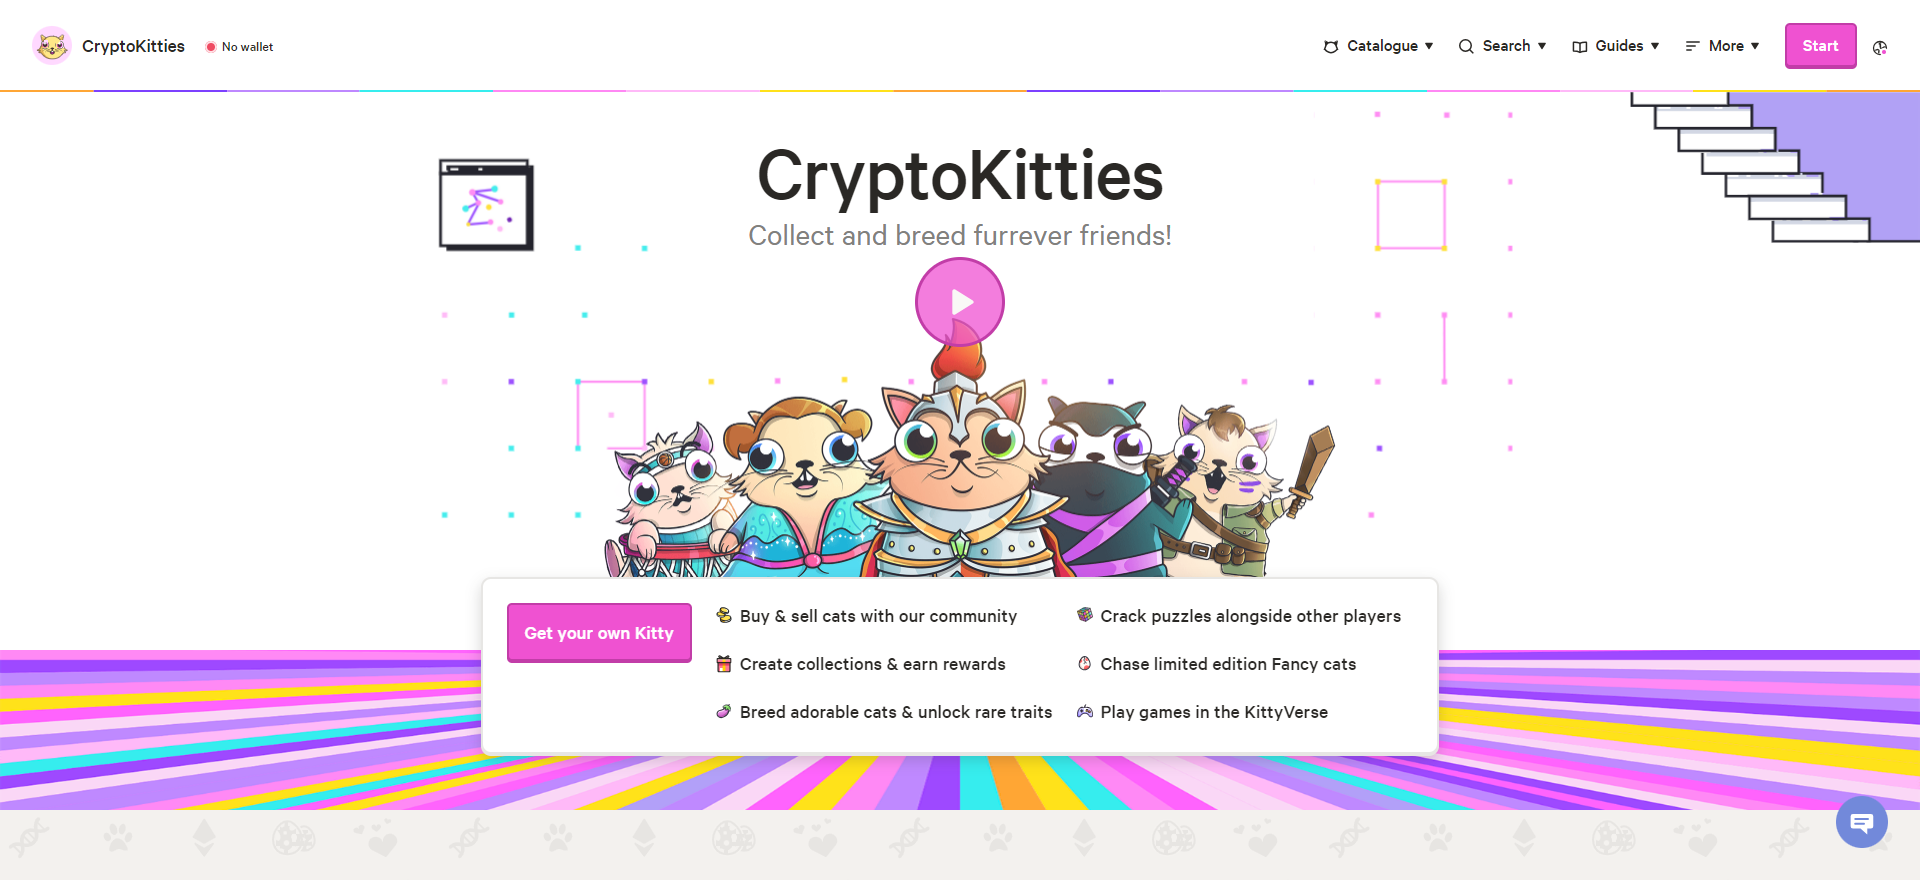 CryptoKitties
No wallet
Catalogue
Search
Guides
More
Start
CryptoKitties
Collect and breed furrever friends!
Get your own Kitty
Buy & sell cats with our community
Crack puzzles alongside other players
Create collections & earn rewards
Chase limited edition Fancy cats
Breed adorable cats & unlock rare traits
Play games in the KittyVerse